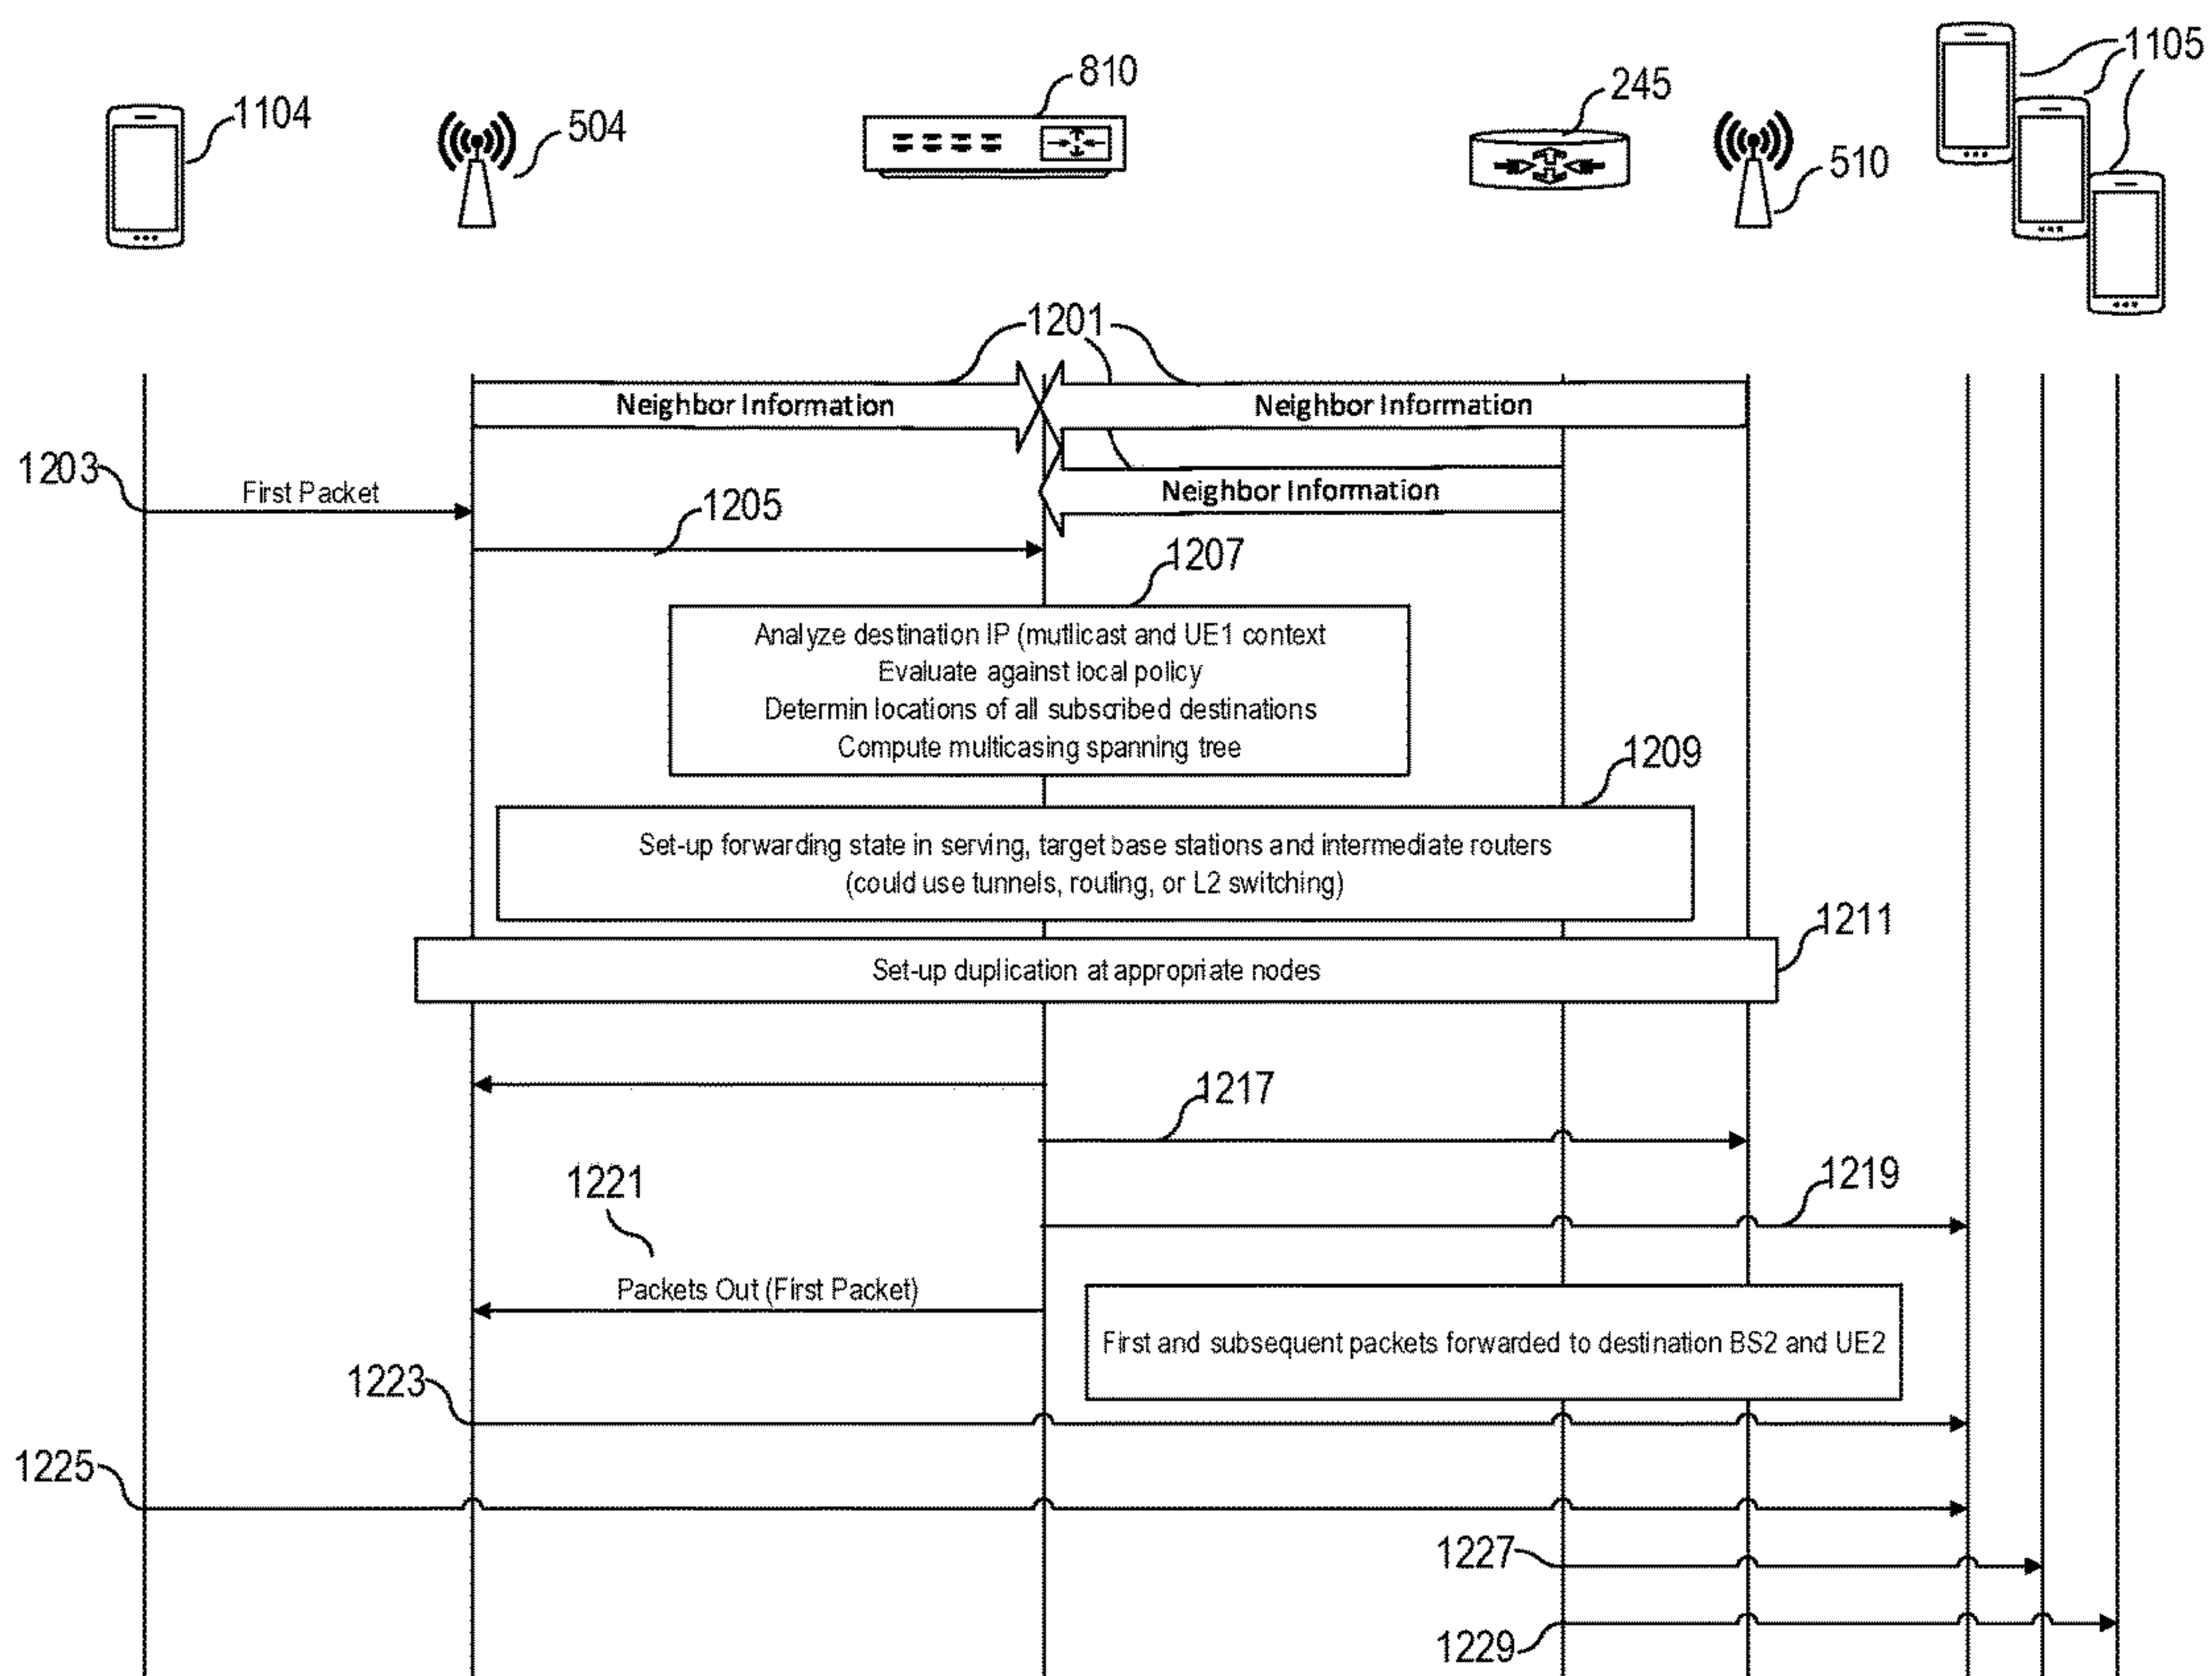 1105
810
245
1104
504
510
1201
Neighbor Information
Neighbor Information
1203
First Packet
Neighbor Information
1205
1207
Analyze destination IP (mutlicast and UE1 context
Evaluate against local policy
Determin locations of all subscribed destinations
Compute multicasing spanning tree
1209
Set-up forwarding state in serving, target base stations and intermediate routers
(could use tunnels, routing, or L2 switching)
1211
Set-up duplication at appropriate nodes
1217
1221
1219
Packets Out (First Packet)
First and subsequent packets forwarded to destination BS2 and UE2
1223
1225
1227
1229